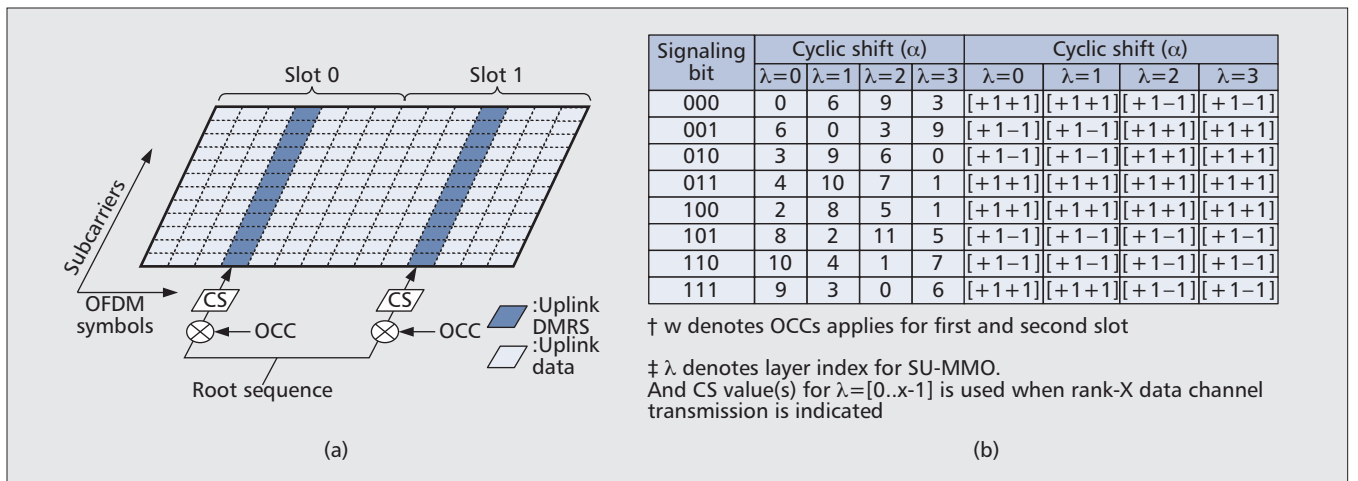 Slot 0 Slot 1
Subcarriers
OFDM
symbols
CS CS
OCC OCC
:Uplink
DMRS
:Uplink
data
Root sequence
(a)
Signaling bit Cyclic shift (α) Cyclic shift (α)
λ=0 λ=1 λ=2 λ=3 λ=0 λ=1 λ=2 λ=3
000 0 6 9 3 [+1+1] [+1+1] [+1−1] [+1−1]
001 6 0 3 9 [+1−1] [+1−1] [+1+1] [+1+1]
010 3 9 6 0 [+1−1] [+1−1] [+1+1] [+1+1]
011 4 10 7 1 [+1+1] [+1+1] [+1+1] [+1+1]
100 2 8 5 1 [+1+1] [+1+1] [+1+1] [+1+1]
101 8 2 11 5 [+1−1] [+1−1] [+1−1] [+1−1]
110 10 4 1 7 [+1−1] [+1−1] [+1−1] [+1−1]
111 9 3 0 6 [+1+1] [+1+1] [+1−1] [+1−1]
† w denotes OCCs applies for first and second slot
‡ λ denotes layer index for SU-MMO.
And CS value(s) for λ=[0..x-1] is used when rank-X data channel
transmission is indicated
(b)